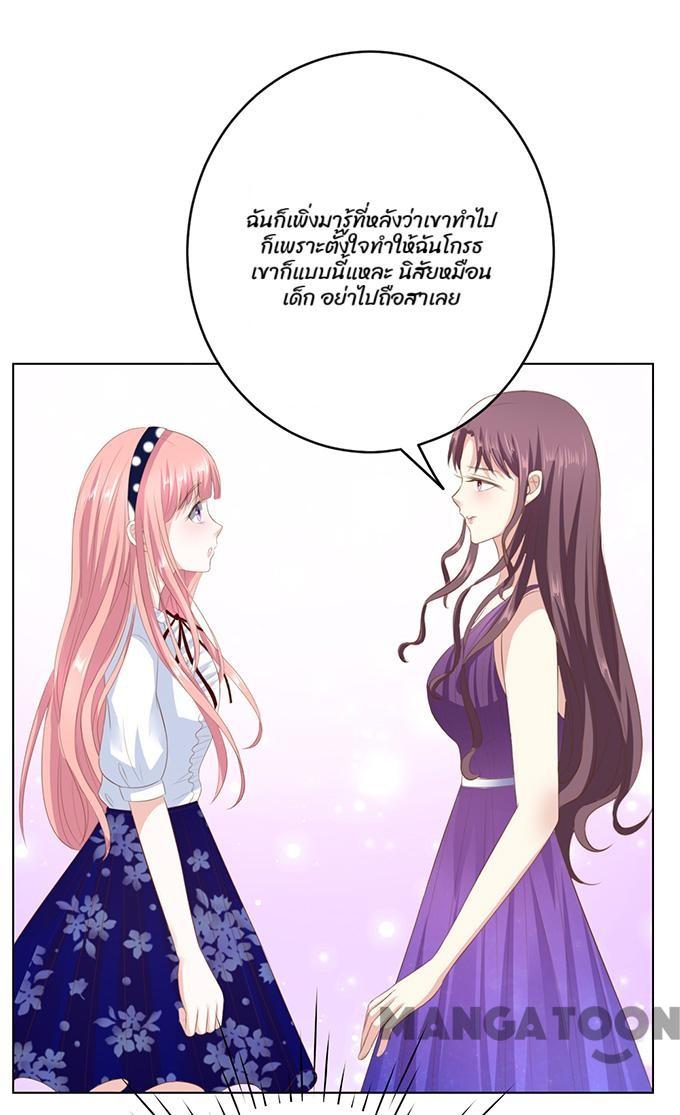 ฉันก็เพิ่งมารู้ที่หลังว่าเขาทำไป
ก็เพราะตั้งใจทำให้ฉันโกรธ
เขาก็แบบนี้แหละ นิสัยหมือน
เด็ก อย่าไปถือสาเลย
MANGATOON